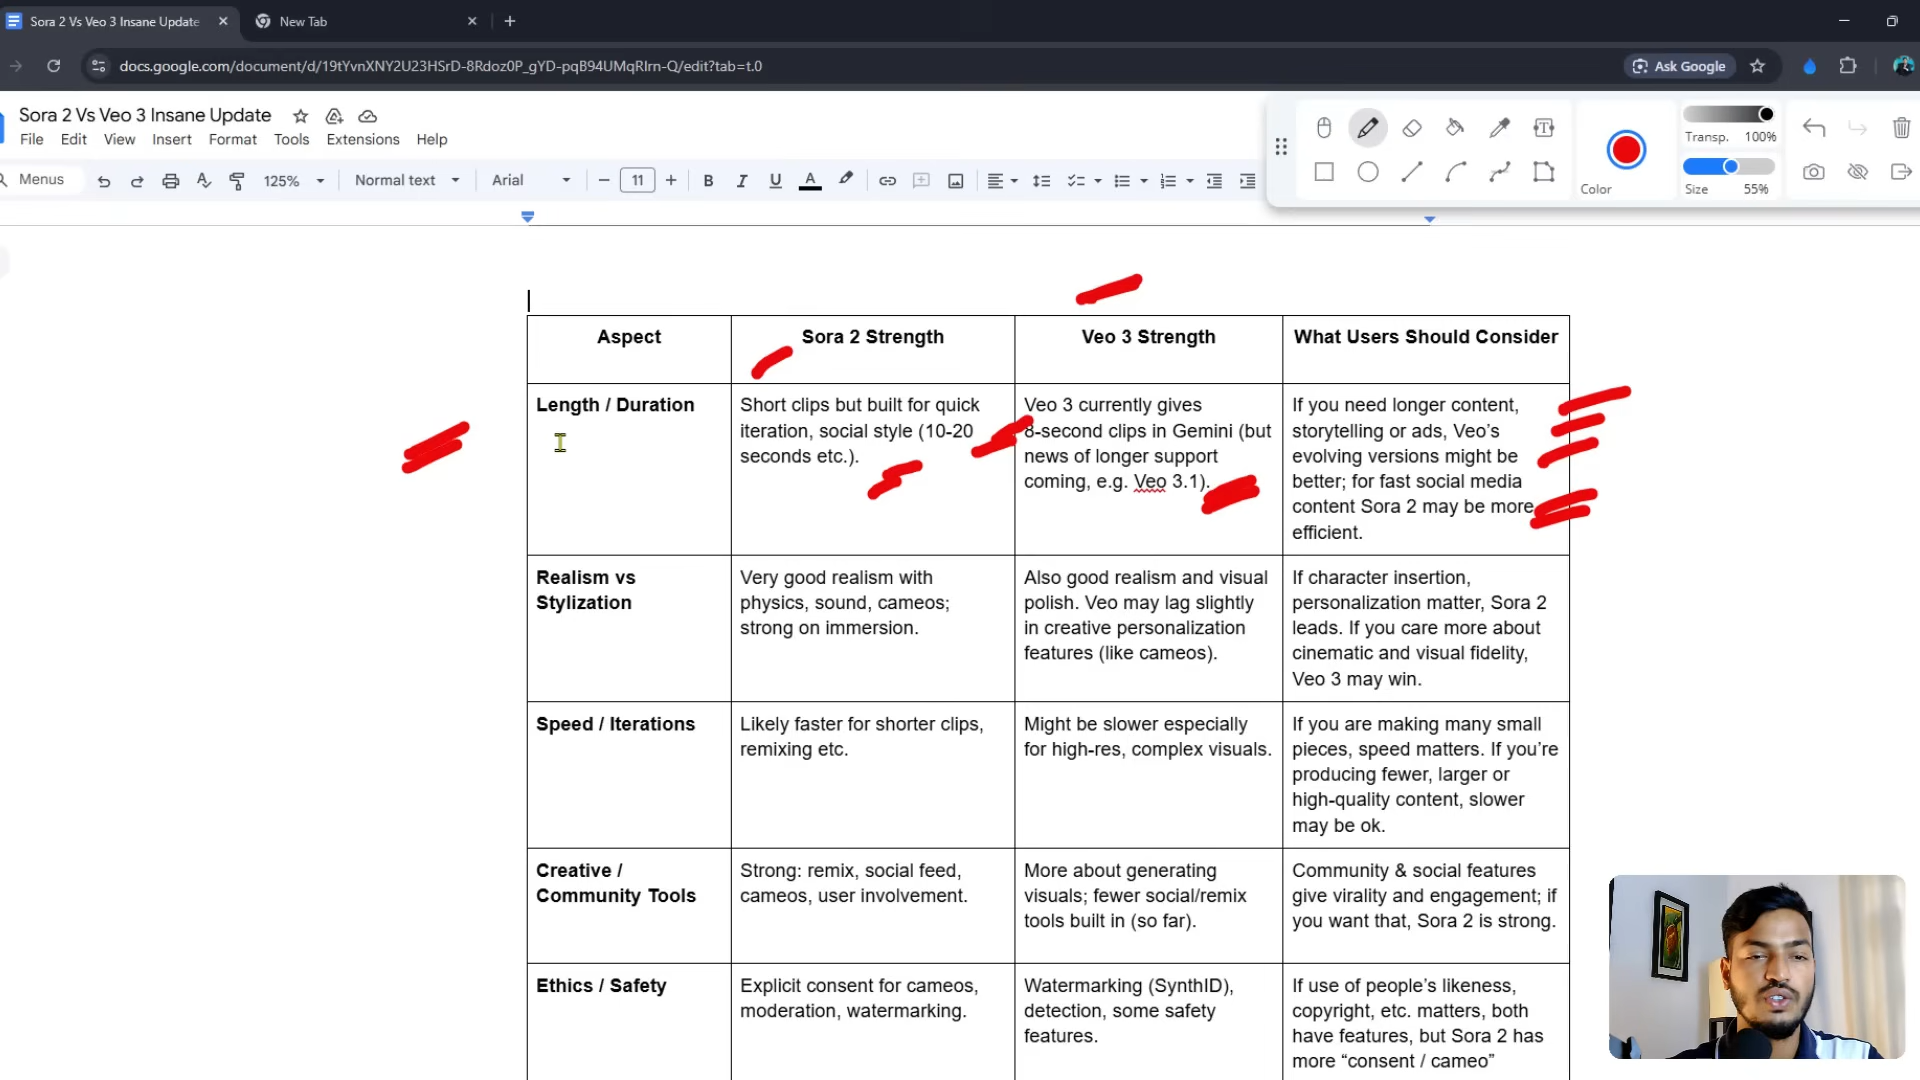 Sora 2 Vs Veo 3 Insane Update
New Tab
docs.google.com/document/d/19tYvnXNY2U23HSrD-8Rdoz0P_gYD-pqB94UMqRlrn-Q/edit?tab=t.0
Ask Google
Sora 2 Vs Veo 3 Insane Update
File Edit View Insert Format Tools Extensions Help
Menus 125% Normal text Arial 11 B I U A
Transp. 100%
Color Size 55%
Aspect
Sora 2 Strength
Veo 3 Strength
What Users Should Consider
Length / Duration
Short clips but built for quick
iteration, social style (10-20
seconds etc.).
Veo 3 currently gives
8-second clips in Gemini (but
news of longer support
coming, e.g. Veo 3.1).
If you need longer content,
storytelling or ads, Veo’s
evolving versions might be
better; for fast social media
content Sora 2 may be more
efficient.
Realism vs
Stylization
Very good realism with
physics, sound, cameos;
strong on immersion.
Also good realism and visual
polish. Veo may lag slightly
in creative personalization
features (like cameos).
If character insertion,
personalization matter, Sora 2
leads. If you care more about
cinematic and visual fidelity,
Veo 3 may win.
Speed / Iterations
Likely faster for shorter clips,
remixing etc.
Might be slower especially
for high-res, complex visuals.
If you are making many small
pieces, speed matters. If you’re
producing fewer, larger or
high-quality content, slower
may be ok.
Creative /
Community Tools
Strong: remix, social feed,
cameos, user involvement.
More about generating
visuals; fewer social/remix
tools built in (so far).
Community & social features
give virality and engagement; if
you want that, Sora 2 is strong.
Ethics / Safety
Explicit consent for cameos,
moderation, watermarking.
Watermarking (SynthID),
detection, some safety
features.
If use of people’s likeness,
copyright, etc. matters, both
have features, but Sora 2 has
more “consent / cameo”